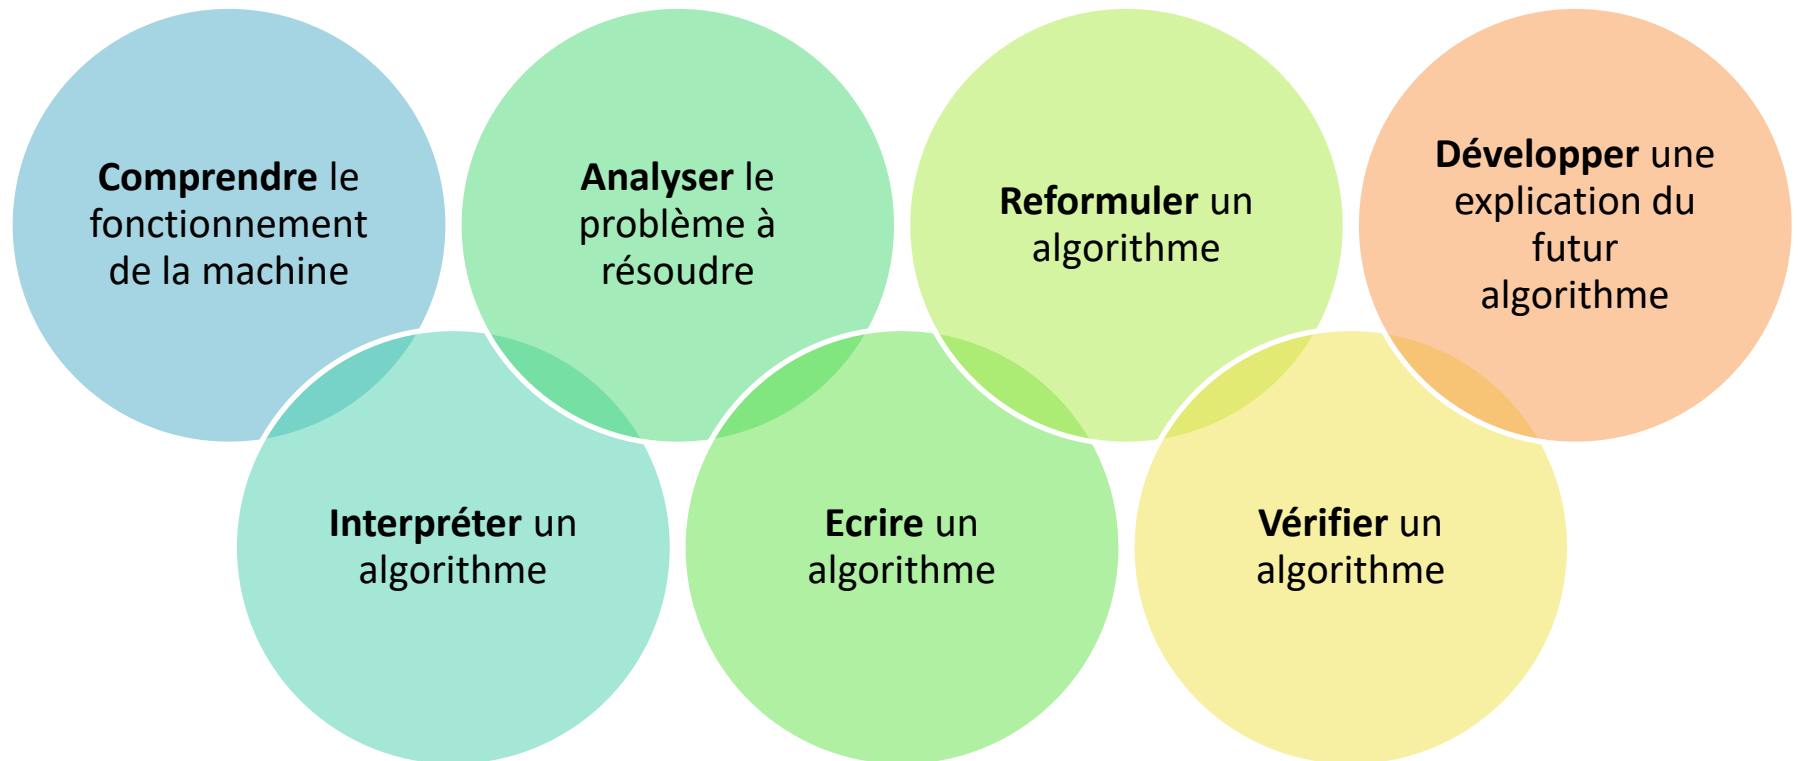 Comprendre le
fonctionnement
de la machine
Interpréter un
algorithme
Analyser le
problème à
résoudre
Ecrire un
algorithme
Reformuler un
algorithme
Vérifier un
algorithme
Développer une
explication du
futur
algorithme